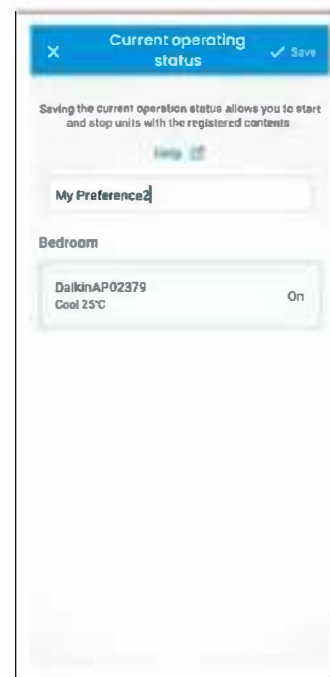 Current operating
status
Save
Saving the current operation status allows you to start
and stop units with the registered contents
Help
My Preference2
Bedroom
DaikinAP02379
Cool 25°C
On